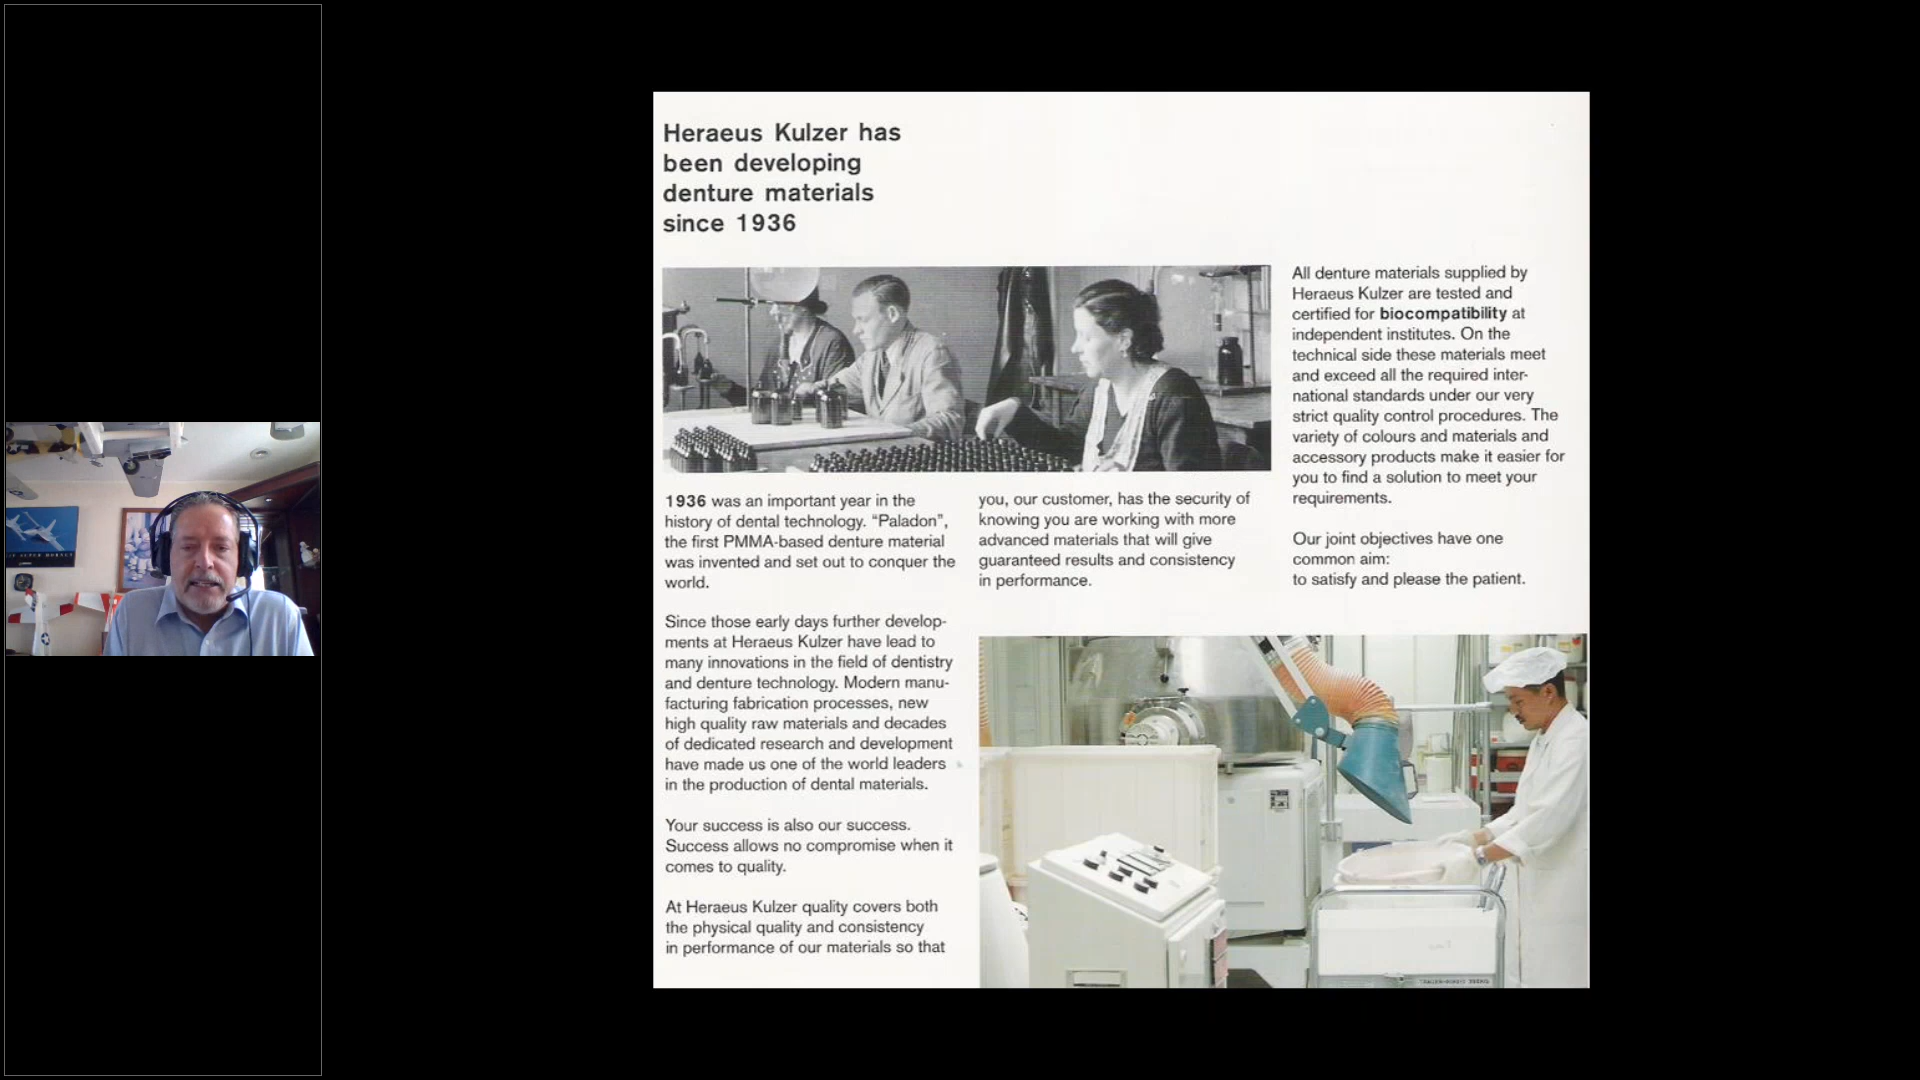 Heraeus Kulzer has
been developing
denture materials
since 1936
1936 was an important year in the
history of dental technology. “Paladon”,
the first PMMA-based denture material
was invented and set out to conquer the
world.
Since those early days further develop-
ments at Heraeus Kulzer have lead to
many innovations in the field of dentistry
and denture technology. Modern manu-
facturing fabrication processes, new
high quality raw materials and decades
of dedicated research and development
have made us one of the world leaders
in the production of dental materials.
Your success is also our success.
Success allows no compromise when it
comes to quality.
At Heraeus Kulzer quality covers both
the physical quality and consistency
in performance of our materials so that
you, our customer, has the security of
knowing you are working with more
advanced materials that will give
guaranteed results and consistency
in performance.
All denture materials supplied by
Heraeus Kulzer are tested and
certified for biocompatibility at
independent institutes. On the
technical side these materials meet
and exceed all the required inter-
national standards under our very
strict quality control procedures. The
variety of colours and materials and
accessory products make it easier for
you to find a solution to meet your
requirements.
Our joint objectives have one
common aim:
to satisfy and please the patient.